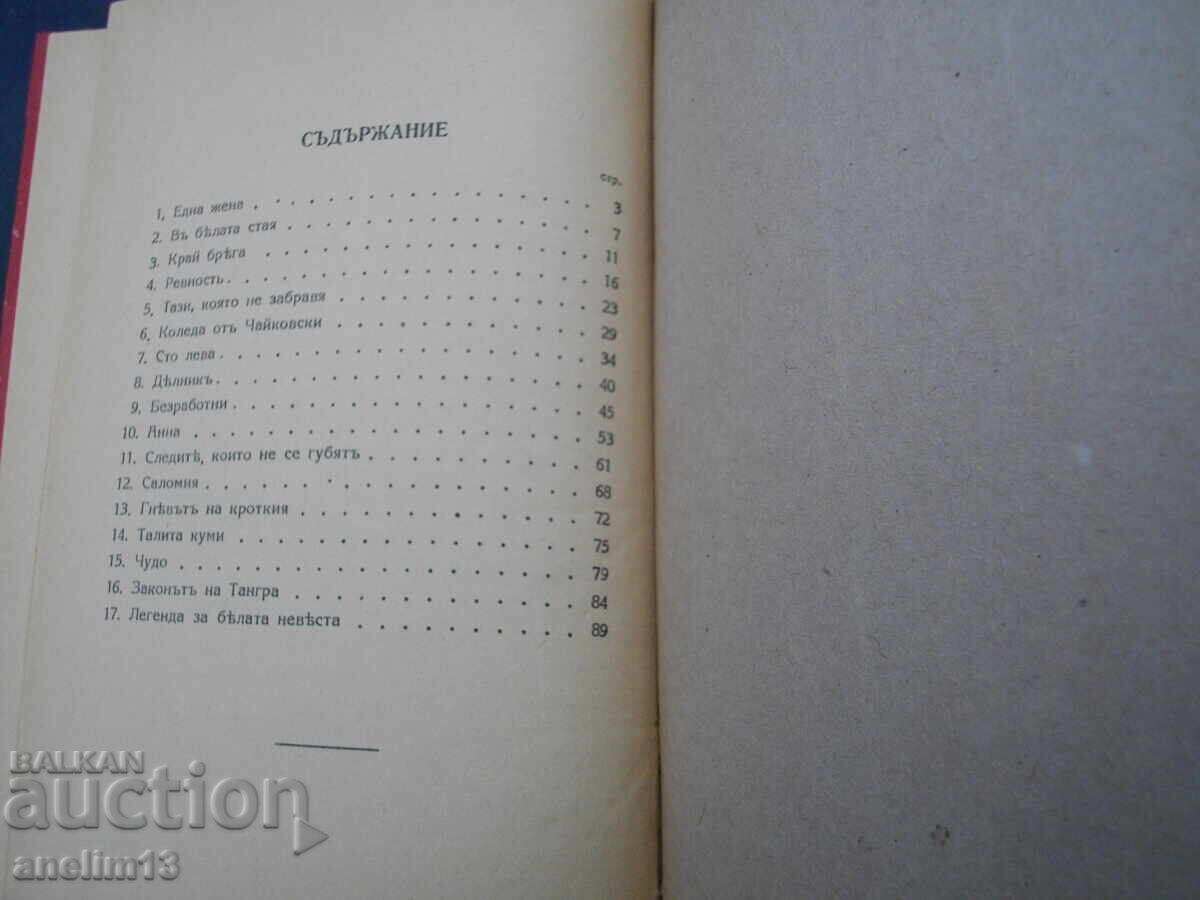 СЪДЪРЖАНИЕ
стр.
1. Една жена 3
2. Въ бѣлата стая 7
3. Край брѣга 11
4. Ревность 16
5. Тази, която не забравя 23
6. Коледа отъ Чайковски 29
7. Сто лева 34
8. Дѣлникъ 40
9. Безработни 45
10. Анна 53
11. Следитѣ, които не се губятъ 61
12. Саломия 68
13. Гнѣвътъ на кроткия 72
14. Талита куми 75
15. Чудо 79
16. Законътъ на Тангра 84
17. Легенда за бѣлата невѣста 89
BALKAN
auction
anelim13